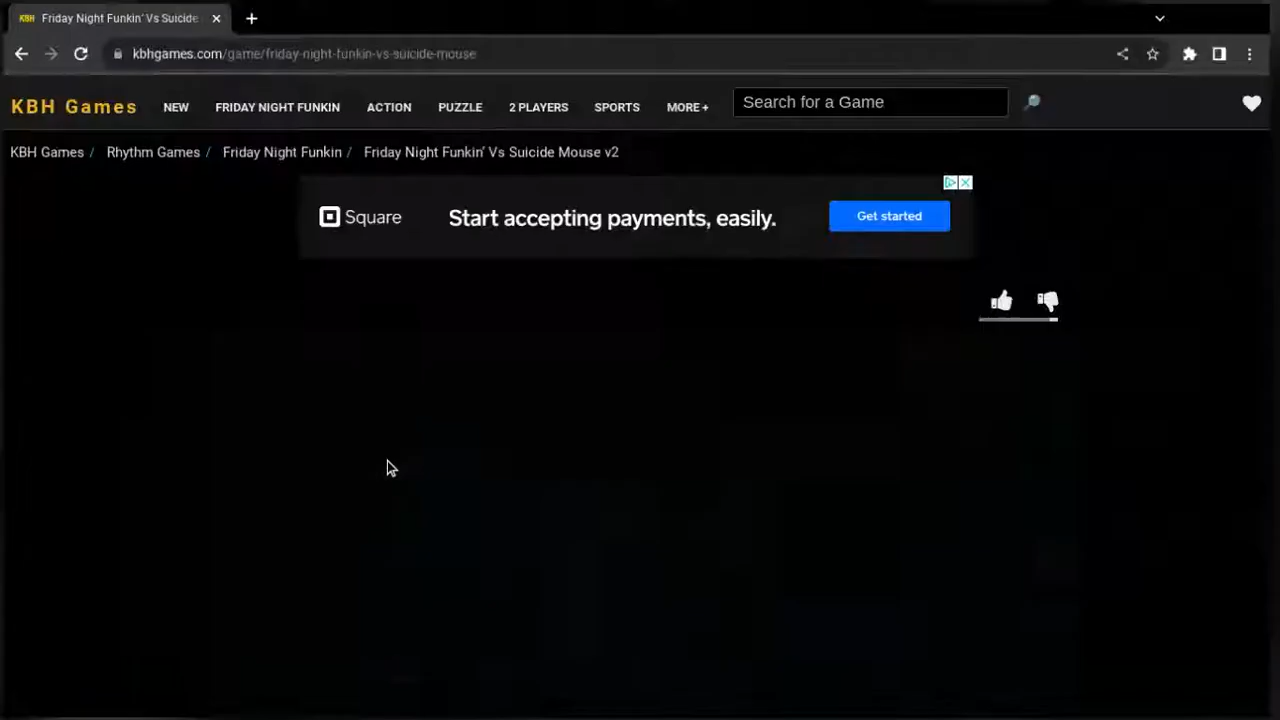 KBH Friday Night Funkin' Vs Suicide
kbhgames.com/game/friday-night-funkin-vs-suicide-mouse
KBH Games NEW FRIDAY NIGHT FUNKIN ACTION PUZZLE 2 PLAYERS SPORTS MORE + Search for a Game
KBH Games / Rhythm Games / Friday Night Funkin / Friday Night Funkin' Vs Suicide Mouse v2
Square Start accepting payments, easily. Get started